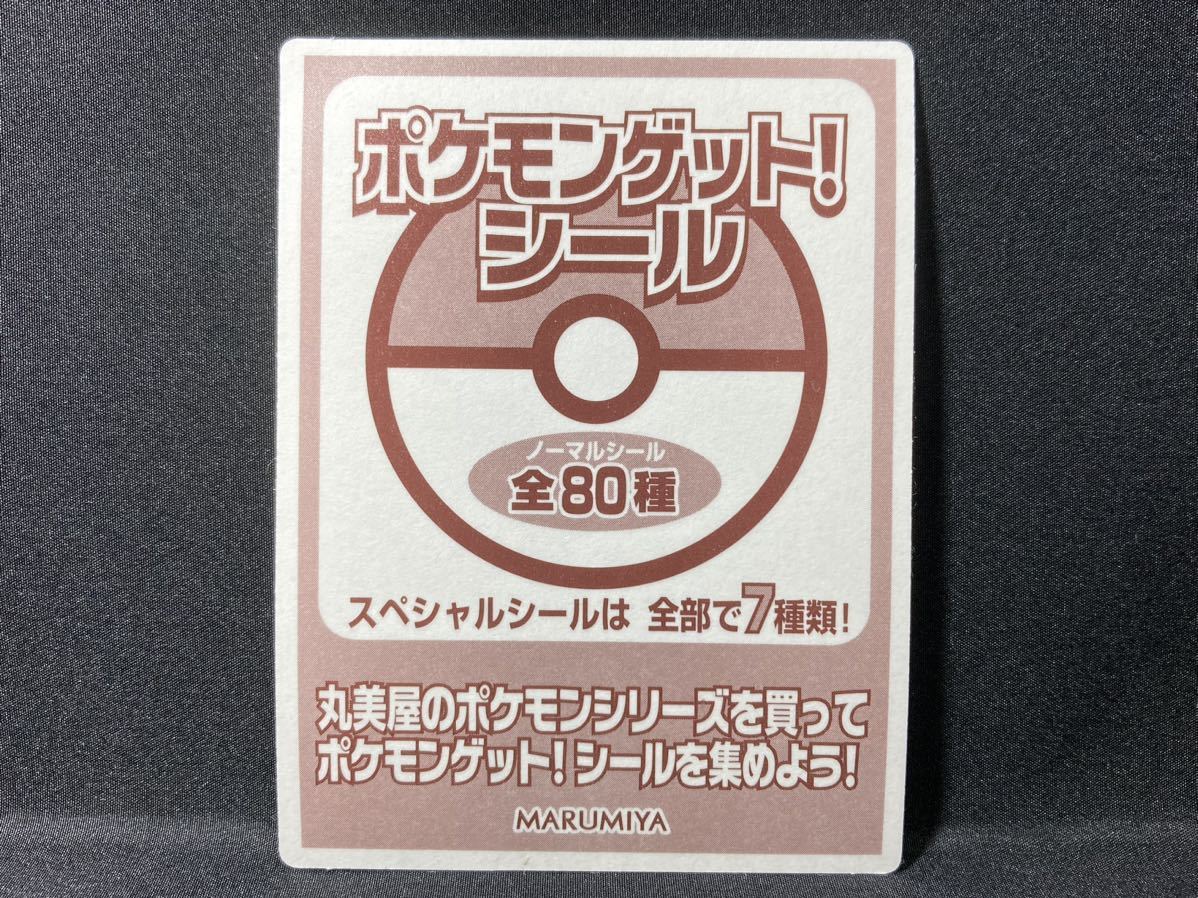 ポケモンゲット!
シール
ノーマルシール
全80種
スペシャルシールは 全部で7種類!
丸美屋のポケモンシリーズを買って
ポケモンゲット!シールを集めよう!
MARUMIYA